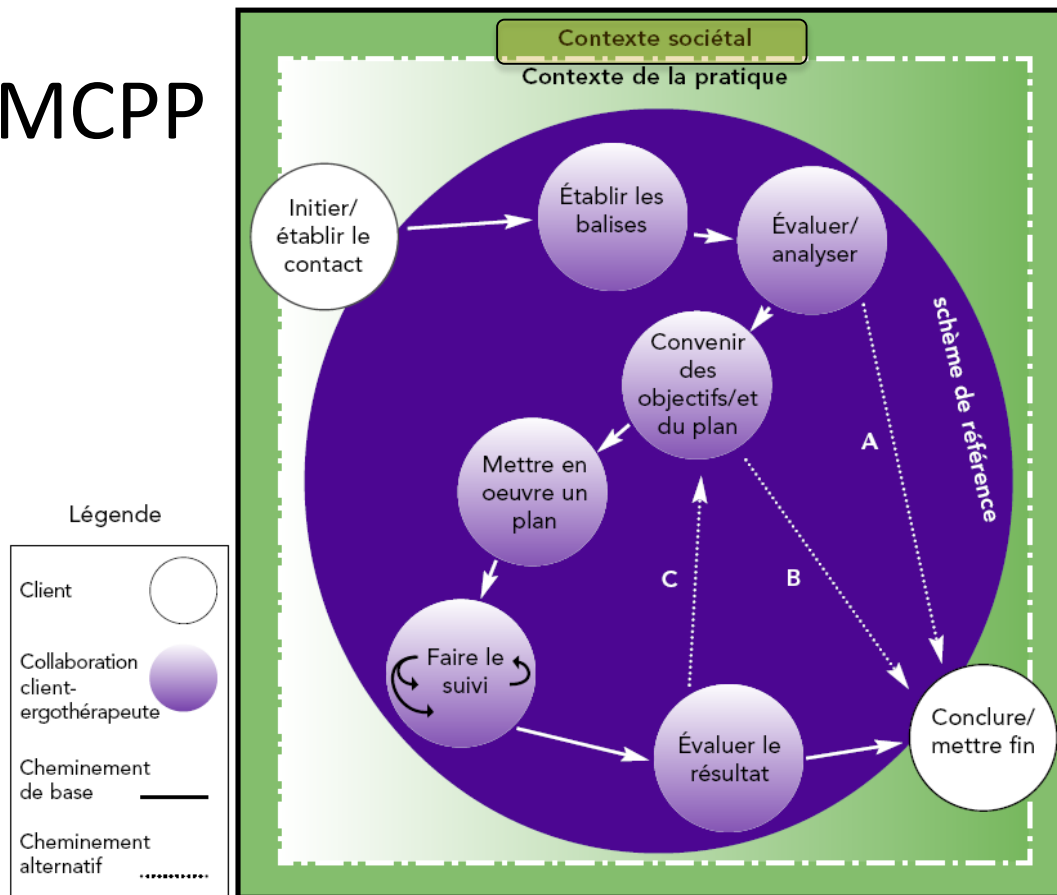 MCPP
Contexte sociétal
Contexte de la pratique
Initier/
établir le
contact
Établir les
balises
Évaluer/
analyser
Convenir
des
objectifs/et
du plan
Mettre en
oeuvre un
plan
Faire le
suivi
Évaluer le
résultat
Conclure/
mettre fin
A
B
C
schème de référence
Légende
Client
Collaboration
client-
ergothérapeute
Cheminement
de base
Cheminement
alternatif